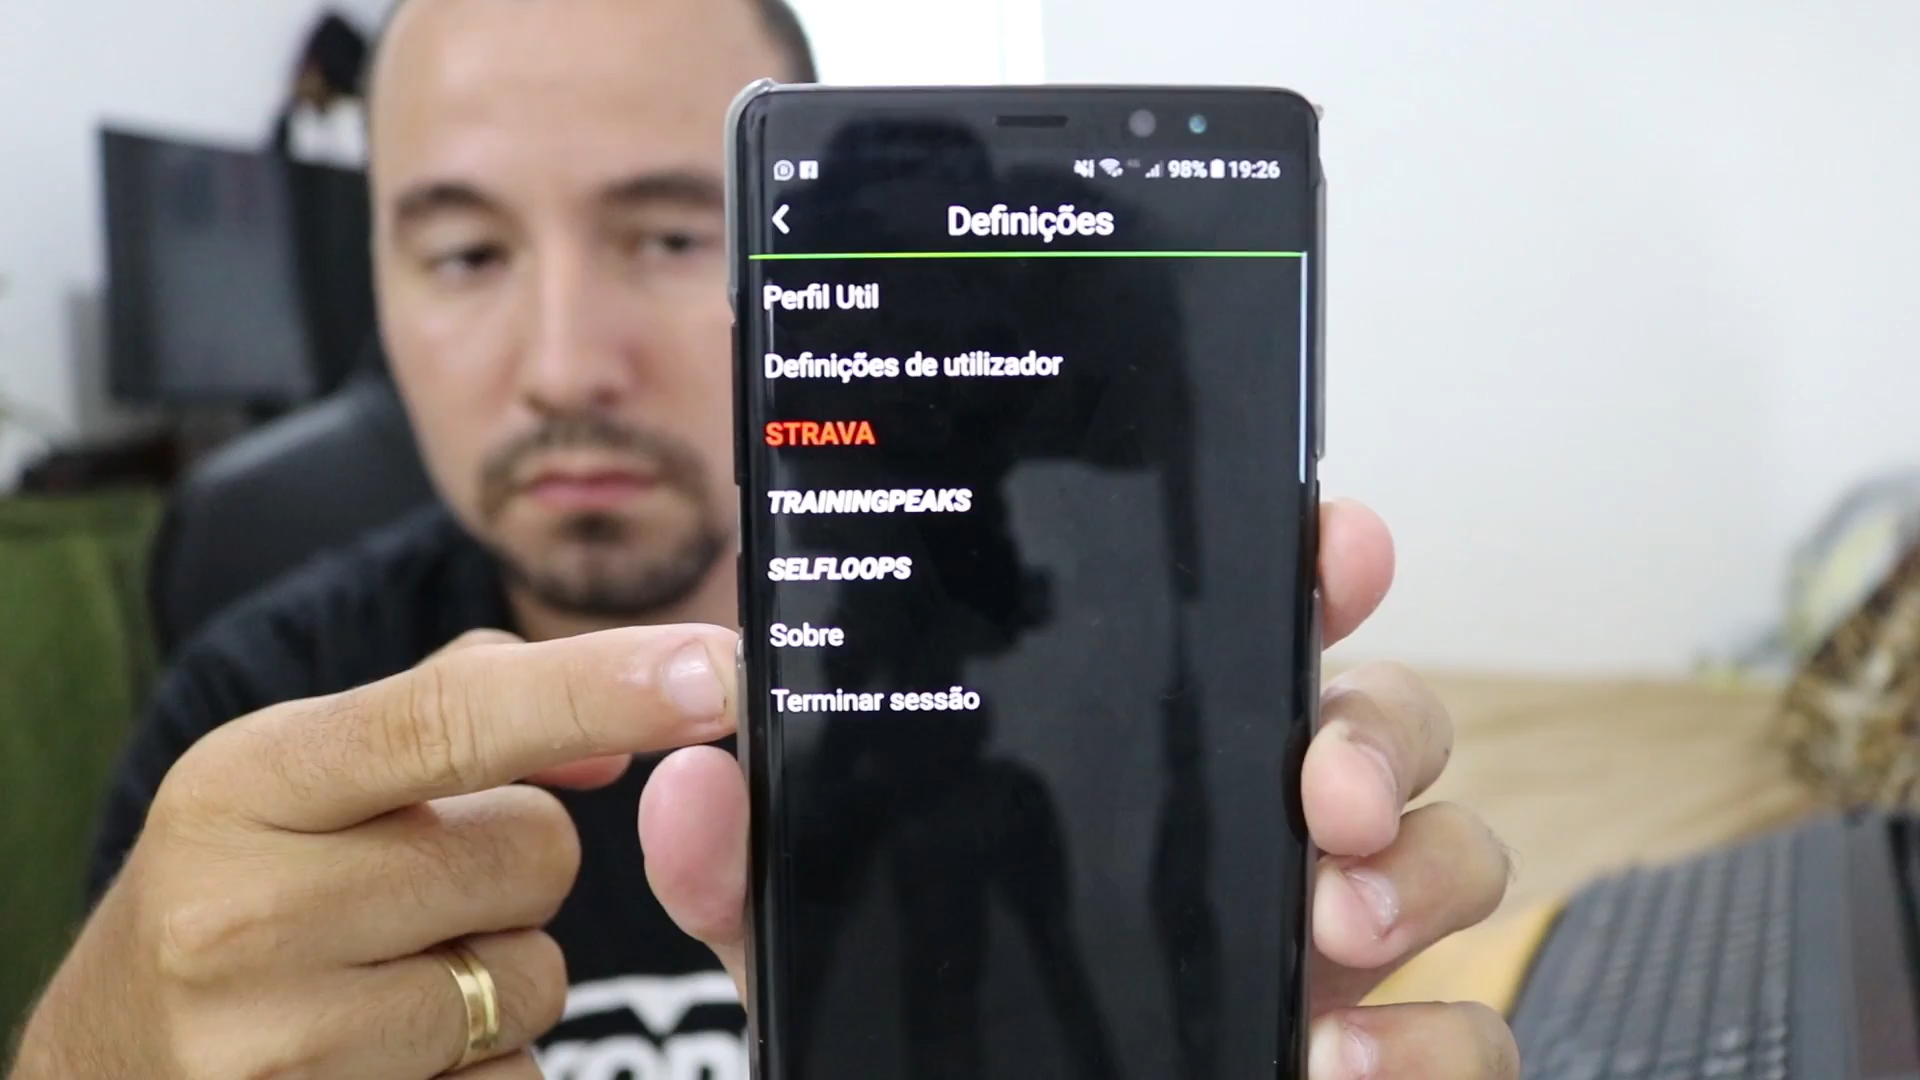 98% 19:26
Definições
Perfil Util
Definições de utilizador
STRAVA
TRAININGPEAKS
SELFLOOPS
Sobre
Terminar sessão